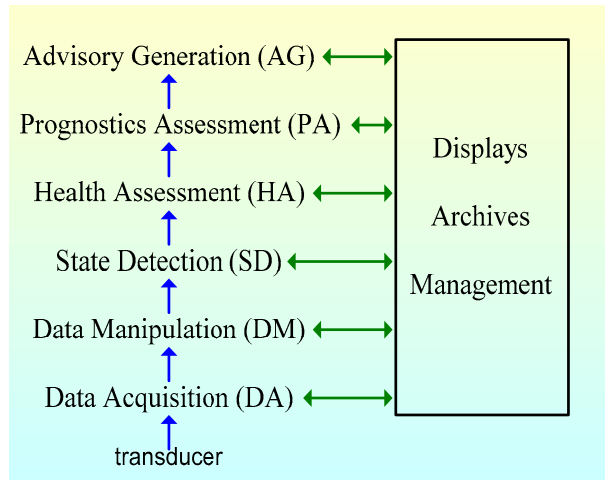 Advisory Generation (AG)
Prognostics Assessment (PA)
Health Assessment (HA)
State Detection (SD)
Data Manipulation (DM)
Data Acquisition (DA)
transducer
Displays
Archives
Management